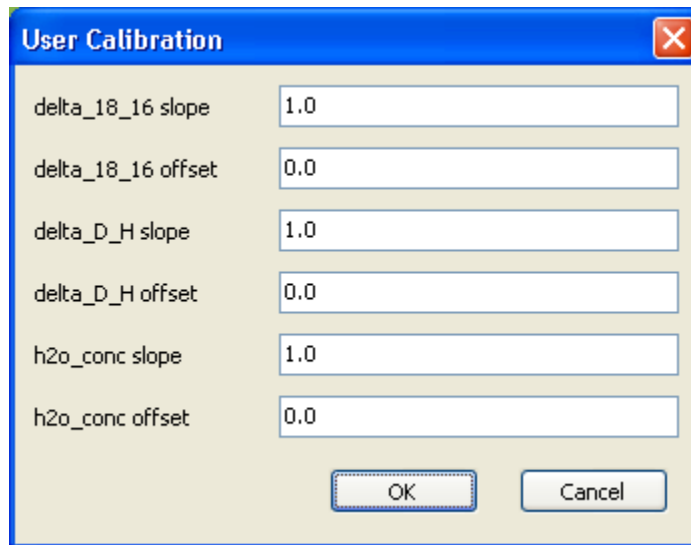 User Calibration
delta_18_16 slope 1.0
delta_18_16 offset 0.0
delta_D_H slope 1.0
delta_D_H offset 0.0
h2o_conc slope 1.0
h2o_conc offset 0.0
OK Cancel